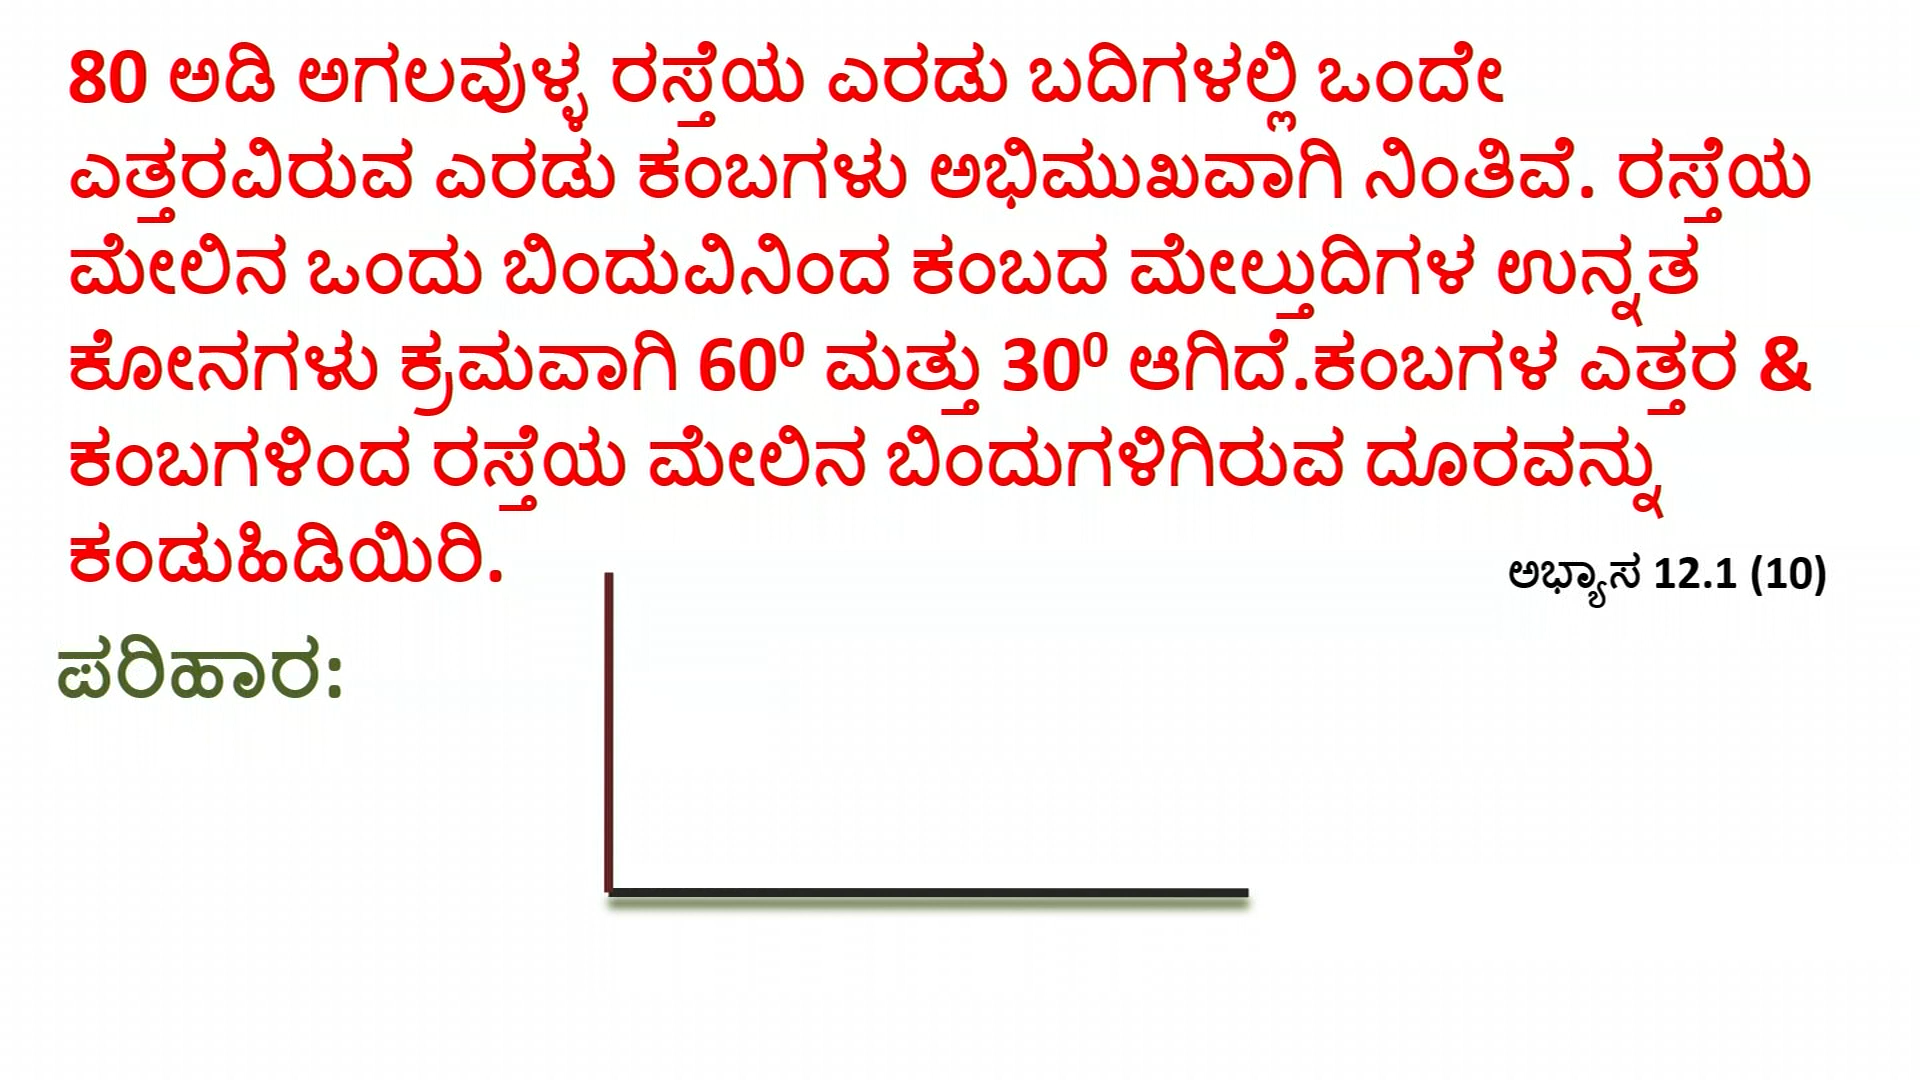 80 ಅಡಿ ಅಗಲವುಳ್ಳ ರಸ್ತೆಯ ಎರಡು ಬದಿಗಳಲ್ಲಿ ಒಂದೇ
ಎತ್ತರವಿರುವ ಎರಡು ಕಂಬಗಳು ಅಭಿಮುಖವಾಗಿ ನಿಂತಿವೆ. ರಸ್ತೆಯ
ಮೇಲಿನ ಒಂದು ಬಿಂದುವಿನಿಂದ ಕಂಬದ ಮೇಲ್ತುದಿಗಳ ಉನ್ನತ
ಕೋನಗಳು ಕ್ರಮವಾಗಿ 60⁰ ಮತ್ತು 30⁰ ಆಗಿದೆ.ಕಂಬಗಳ ಎತ್ತರ &
ಕಂಬಗಳಿಂದ ರಸ್ತೆಯ ಮೇಲಿನ ಬಿಂದುಗಳಿಗಿರುವ ದೂರವನ್ನು
ಕಂಡುಹಿಡಿಯಿರಿ.
ಅಭ್ಯಾಸ 12.1 (10)
ಪರಿಹಾರ: